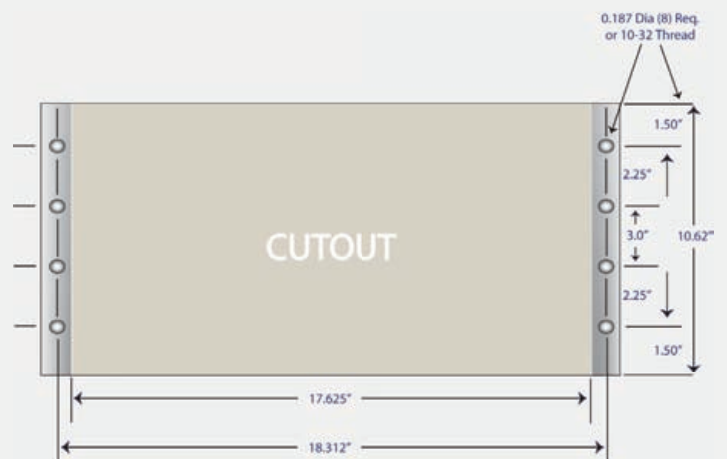 0.187 Dia (8) Req.
or 10-32 Thread
1.50"
2.25"
CUTOUT
3.0"
10.62"
2.25"
1.50"
17.625"
18.312"